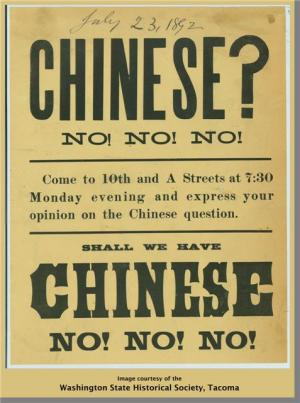 July 23, 1892
CHINESE?
NO! NO! NO!
Come to 10th and A Streets at 7:30
Monday evening and express your
opinion on the Chinese question.
SHALL WE HAVE
CHINESE
NO! NO! NO!
Image courtesy of the
Washington State Historical Society, Tacoma